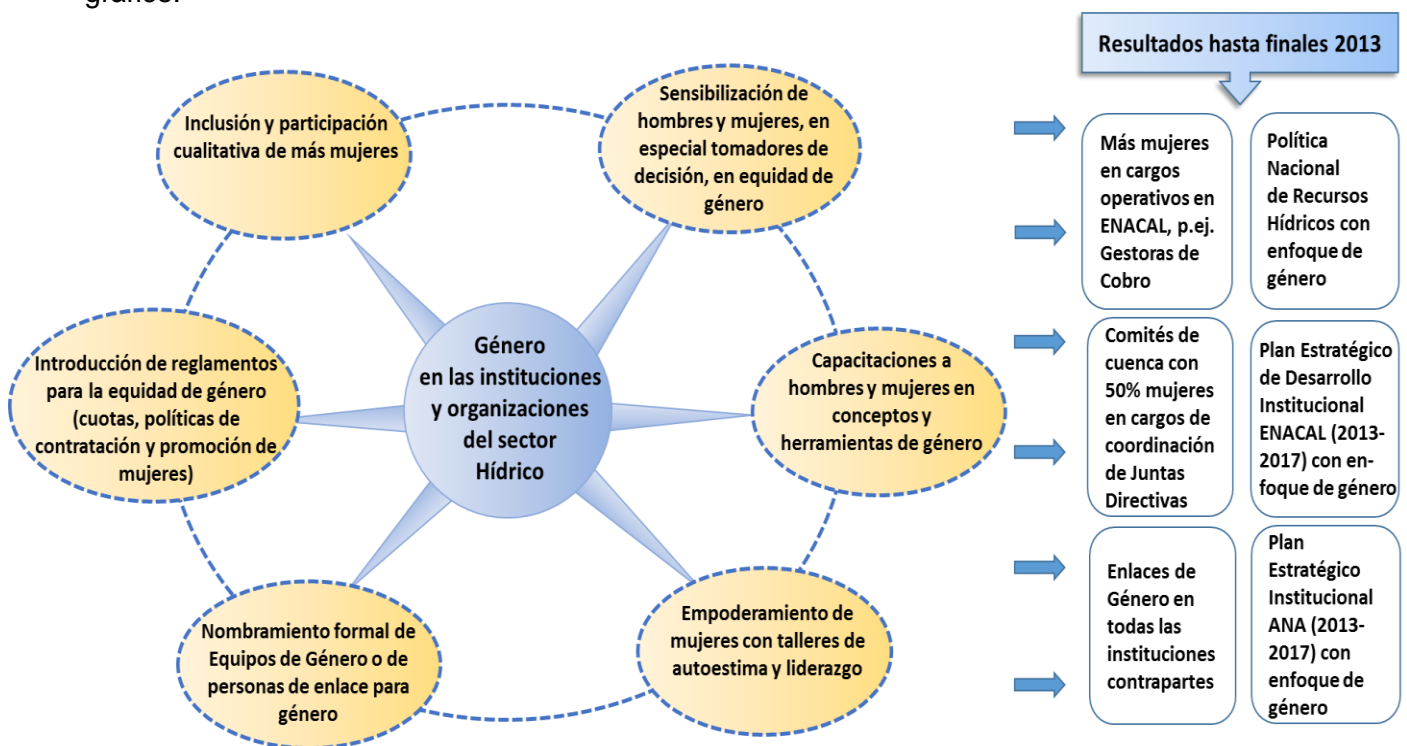 gráfico.
Resultados hasta finales 2013
Inclusión y participación
cualitativa de más mujeres
Sensibilización de
hombres y mujeres, en
especial tomadores de
decisión, en equidad de
género
Introducción de reglamentos
para la equidad de género
(cuotas, políticas de
contratación y promoción de
mujeres)
Género
en las instituciones
y organizaciones
del sector
Hídrico
Capacitaciones a
hombres y mujeres en
conceptos y
herramientas de género
Nombramiento formal de
Equipos de Género o de
personas de enlace para
género
Empoderamiento de
mujeres con talleres de
autoestima y liderazgo
Más mujeres
en cargos
operativos en
ENACAL, p.ej.
Gestoras de
Cobro
Política
Nacional
de Recursos
Hídricos con
enfoque de
género
Comités de
cuenca con
50% mujeres
en cargos de
coordinación
de Juntas
Directivas
Plan Estratégico
de Desarrollo
Institucional
ENACAL (2013-
2017) con en-
foque de género
Enlaces de
Género en
todas las
instituciones
contrapartes
Plan
Estratégico
Institucional
ANA (2013-
2017) con
enfoque de
género